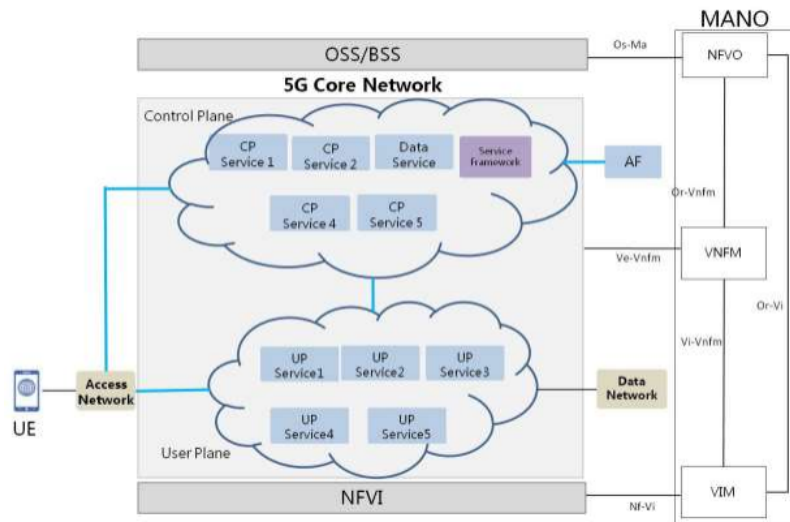 MANO
OSS/BSS
Os-Ma
NFVO
5G Core Network
Control Plane
CP
Service 1
CP
Service 2
Data
Service
Service
Framework
AF
CP
Service 4
CP
Service 5
Or-Vnfm
Ve-Vnfm
VNFM
Or-Vi
Vi-Vnfm
UP
Service1
UP
Service2
UP
Service3
Access
Network
Data
Network
UE
UP
Service4
UP
Service5
User Plane
NFVI
Nf-Vi
VIM